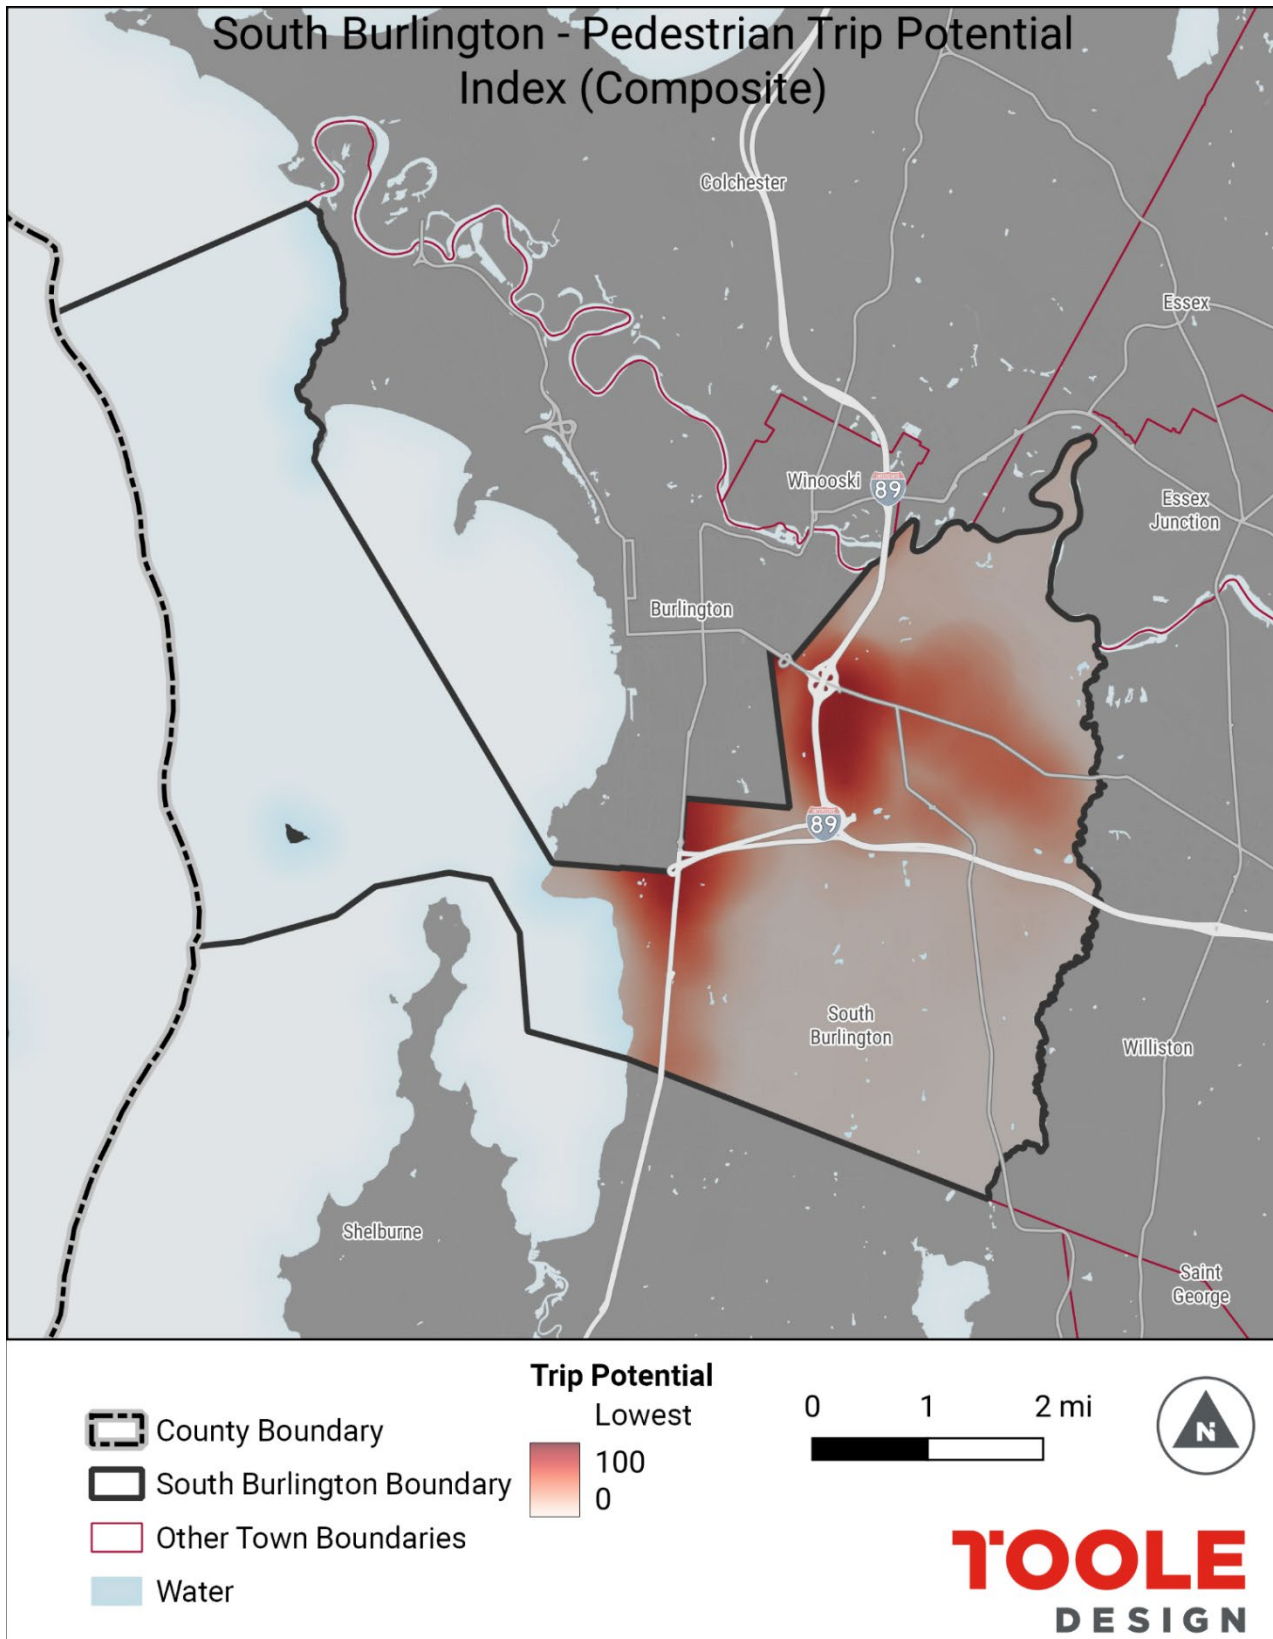 South Burlington - Pedestrian Trip Potential
Index (Composite)
Colchester
Essex
Winooski
89
Essex
Junction
Burlington
89
South
Burlington
Williston
Shelburne
Saint
George
Trip Potential
Lowest
100
0
County Boundary
South Burlington Boundary
Other Town Boundaries
Water
0 1 2 mi
N
TOOLE
DESIGN